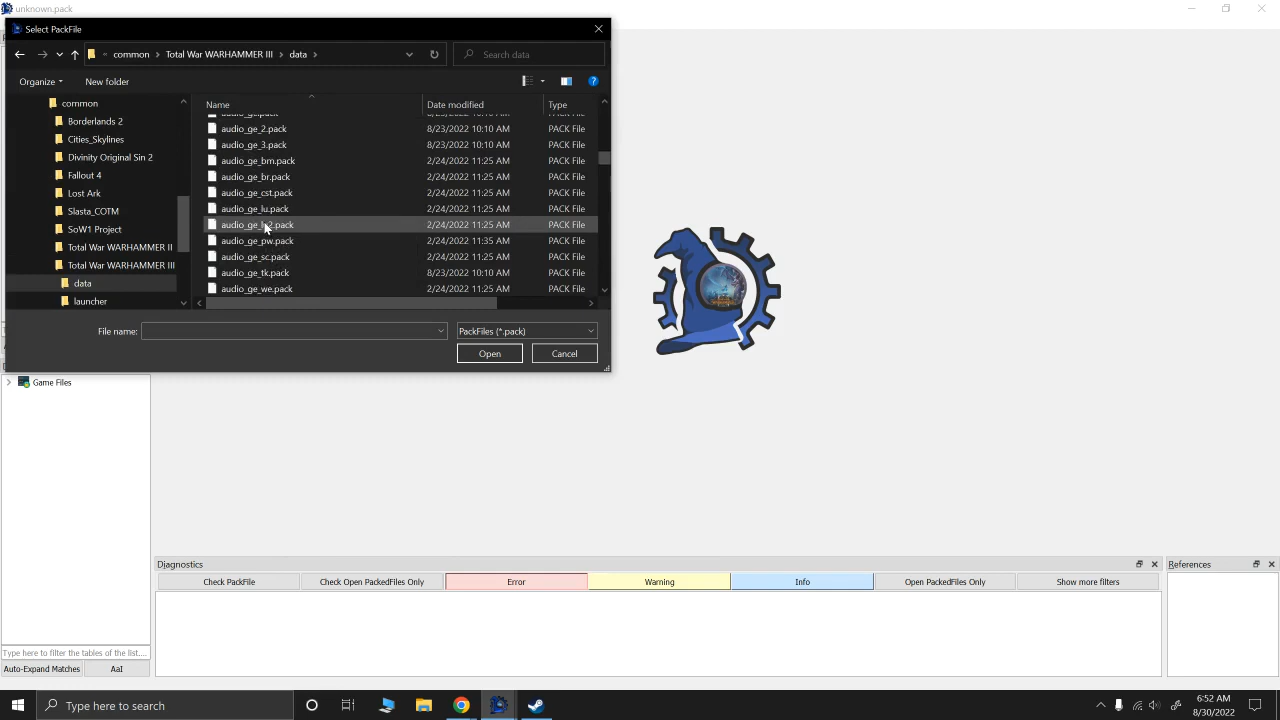 unknown.pack
Select PackFile
« common > Total War WARHAMMER III > data >
Search data
Organize
New folder
Name
Date modified
Type
common
Borderlands 2
Cities_Skylines
Divinity Original Sin 2
Fallout 4
Lost Ark
Slasta_COTM
SoW1 Project
Total War WARHAMMER II
Total War WARHAMMER III
data
launcher
audio_ge_2.pack 8/23/2022 10:10 AM PACK File
audio_ge_3.pack 8/23/2022 10:10 AM PACK File
audio_ge_bm.pack 2/24/2022 11:25 AM PACK File
audio_ge_br.pack 2/24/2022 11:25 AM PACK File
audio_ge_cst.pack 2/24/2022 11:25 AM PACK File
audio_ge_lu.pack 2/24/2022 11:25 AM PACK File
2/24/2022 11:25 AM PACK File
audio_ge_pw.pack 2/24/2022 11:35 AM PACK File
audio_ge_sc.pack 2/24/2022 11:25 AM PACK File
audio_ge_tk.pack 8/23/2022 10:10 AM PACK File
audio_ge_we.pack 2/24/2022 11:25 AM PACK File
File name:
PackFiles (*.pack)
Open
Cancel
Game Files
Type here to filter the tables of the list....
Auto-Expand Matches
AaI
Diagnostics
Check PackFile
Check Open PackedFiles Only
Error
Warning
Info
Open PackedFiles Only
Show more filters
References
Type here to search
6:52 AM
8/30/2022